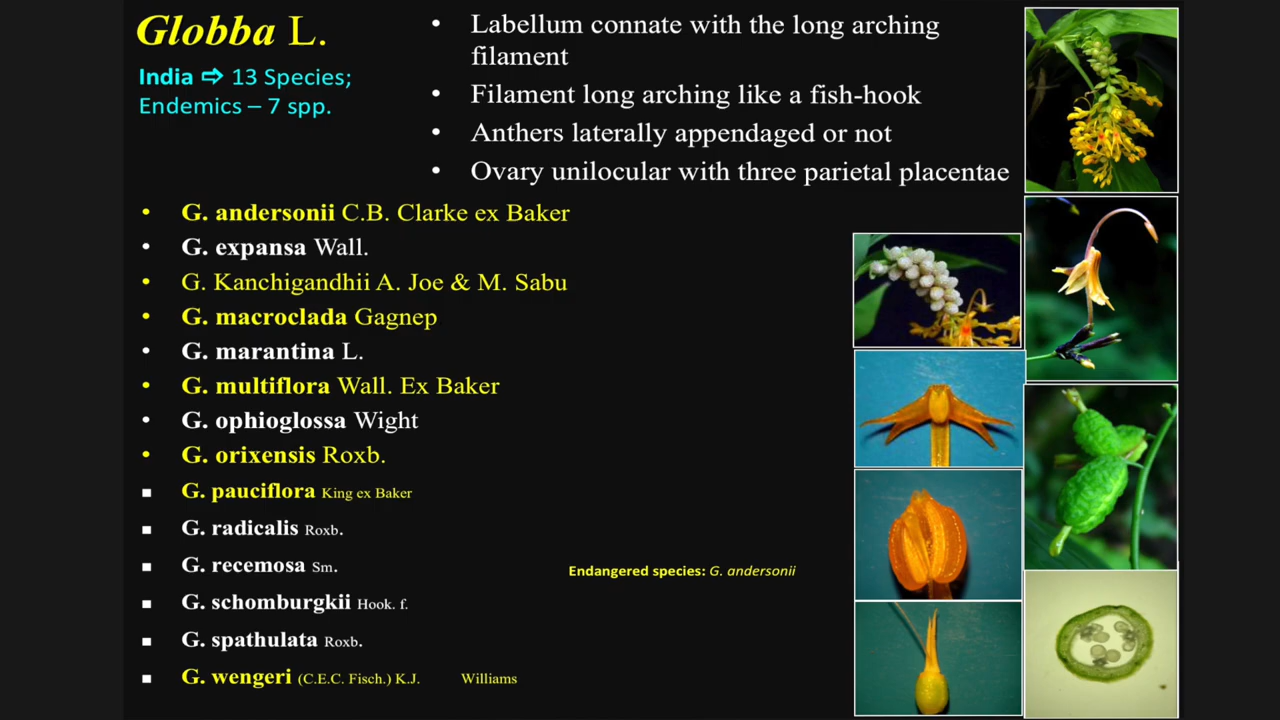 Globba L.
India ⇨ 13 Species;
Endemics – 7 spp.
• Labellum connate with the long arching
filament
• Filament long arching like a fish-hook
• Anthers laterally appendaged or not
• Ovary unilocular with three parietal placentae
• G. andersonii C.B. Clarke ex Baker
• G. expansa Wall.
• G. Kanchigandhii A. Joe & M. Sabu
• G. macroclada Gagnep
• G. marantina L.
• G. multiflora Wall. Ex Baker
• G. ophioglossa Wight
• G. orixensis Roxb.
▪ G. pauciflora King ex Baker
▪ G. radicalis Roxb.
▪ G. recemosa Sm.
▪ G. schomburgkii Hook. f.
▪ G. spathulata Roxb.
▪ G. wengeri (C.E.C. Fisch.) K.J. Williams
Endangered species: G. andersonii